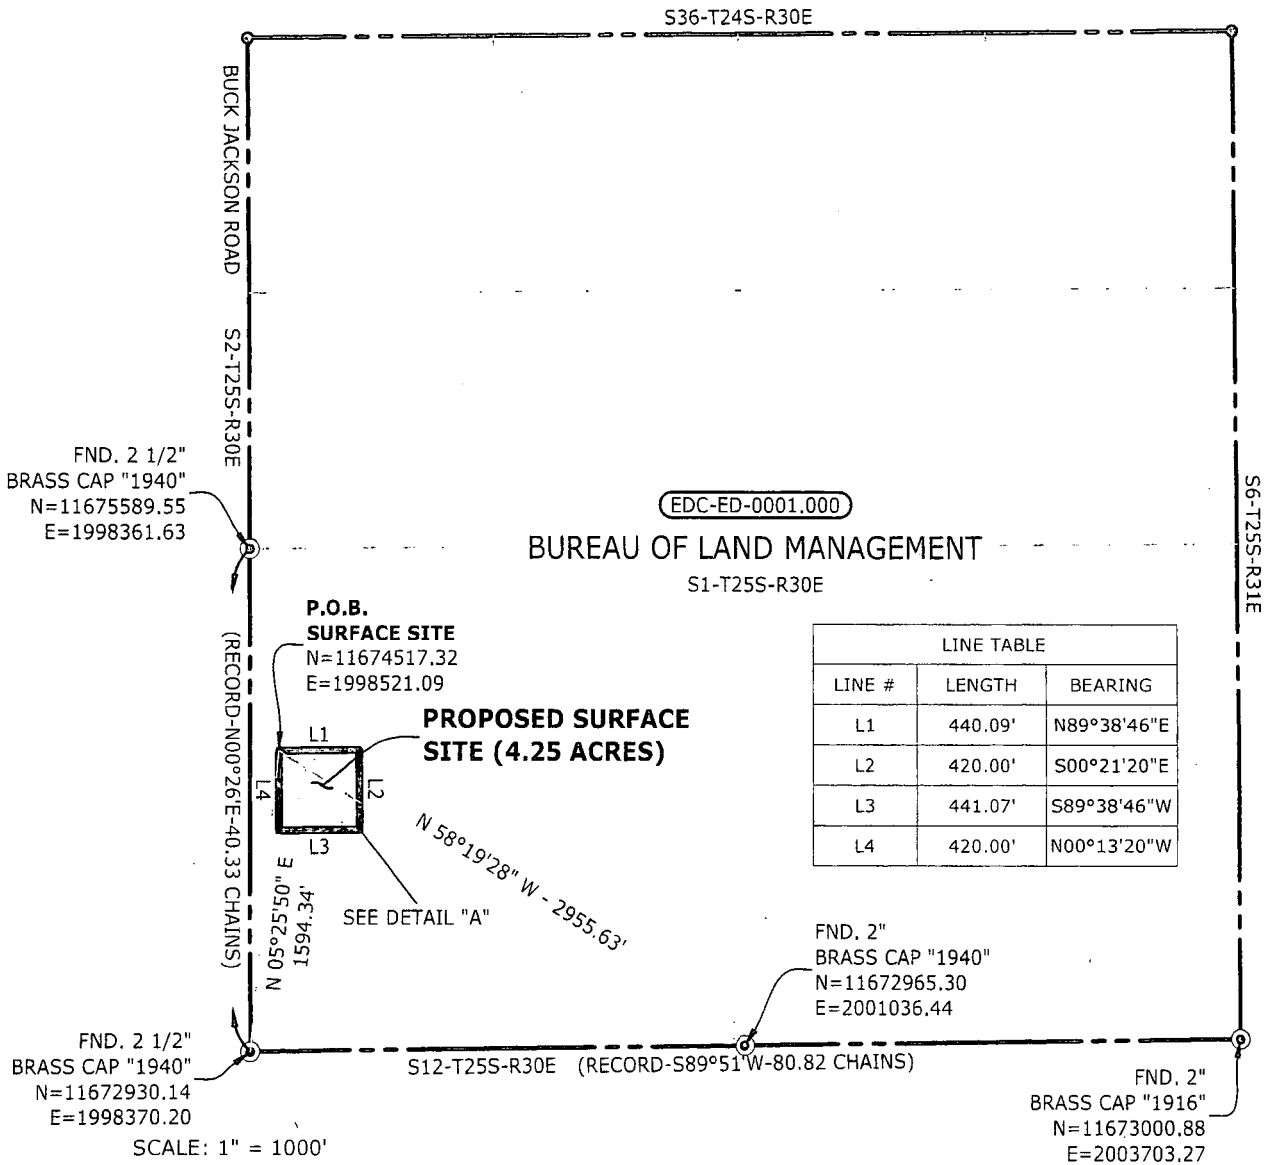 S36-T24S-R30E
BUCK JACKSON ROAD
S2-T25S-R30E
FND. 2 1/2"
BRASS CAP "1940"
N=11675589.55
E=1998361.63
EDC-ED-0001.000
BUREAU OF LAND MANAGEMENT
S1-T25S-R30E
S6-T25S-R31E
P.O.B.
SURFACE SITE
N=11674517.32
E=1998521.09
(RECORD-N00°26'E-40.33 CHAINS)
PROPOSED SURFACE
SITE (4.25 ACRES)
L1
L2
L3
L4
LINE TABLE
LINE # LENGTH BEARING
L1 440.09' N89°38'46"E
L2 420.00' S00°21'20"E
L3 441.07' S89°38'46"W
L4 420.00' N00°13'20"W
N 58°19'28" W - 2955.63'
N 05°25'50" E
1594.34'
SEE DETAIL "A"
FND. 2"
BRASS CAP "1940"
N=11672965.30
E=2001036.44
FND. 2 1/2"
BRASS CAP "1940"
N=11672930.14
E=1998370.20
S12-T25S-R30E (RECORD-S89°51'W-80.82 CHAINS)
FND. 2"
BRASS CAP "1916"
N=11673000.88
E=2003703.27
SCALE: 1" = 1000'